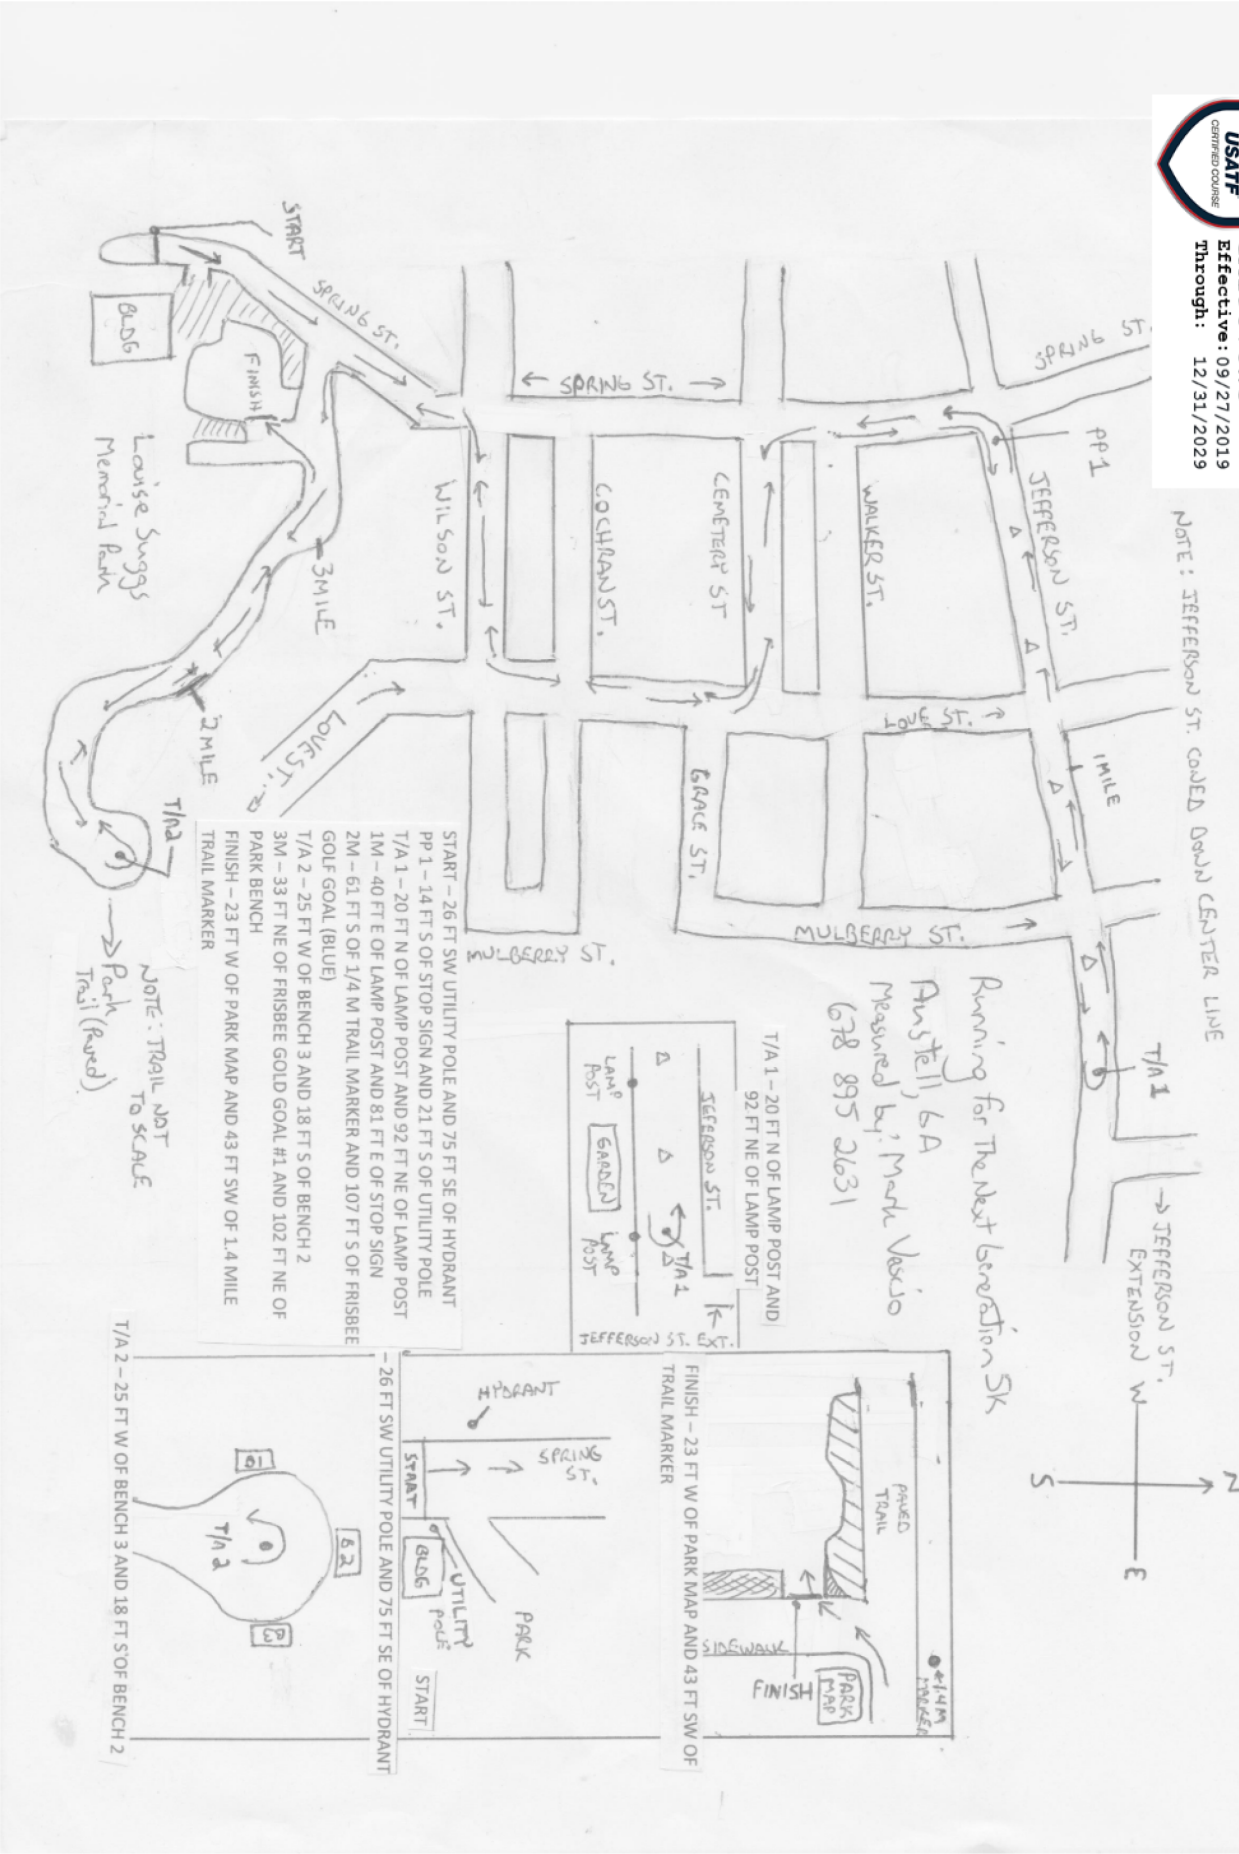 USATF
CERTIFIED COURSE
Effective: 09/27/2019
Through: 12/31/2029
NOTE: JEFFERSON ST. CONED DOWN CENTER LINE
→ JEFFERSON ST.
EXTENSION
N
W
E
S
SPRING ST.
PP1
JEFFERSON ST.
1 MILE
T/A 1
WALKER ST.
LOVE ST. →
MULBERRY ST.
CEMETERY ST
GRACE ST.
← SPRING ST. →
COCHRAN ST.
MULBERRY ST.
WILSON ST.
LOVE ST.
SPRING ST.
START
BLDG
FINISH
3 MILE
2 MILE
T/A2
Louise Suggs
Memorial Park
→ Park
Trail (Paved)
NOTE: TRAIL NOT
TO SCALE
Running for The Next Generation 5K
Austell, GA
Measured by: Mark Vescio
678 895 2631
T/A 1 – 20 FT N OF LAMP POST AND
92 FT NE OF LAMP POST
JEFFERSON ST.
T/A1
LAMP
POST
GARDEN
LAMP
POST
JEFFERSON ST. EXT.
START – 26 FT SW UTILITY POLE AND 75 FT SE OF HYDRANT
PP 1 – 14 FT S OF STOP SIGN AND 21 FT S OF UTILITY POLE
T/A 1 – 20 FT N OF LAMP POST AND 92 FT NE OF LAMP POST
1M – 40 FT E OF LAMP POST AND 81 FT E OF STOP SIGN
2M – 61 FT S OF 1/4 M TRAIL MARKER AND 107 FT S OF FRISBEE
GOLF GOAL (BLUE)
T/A 2 – 25 FT W OF BENCH 3 AND 18 FT S OF BENCH 2
3M – 33 FT NE OF FRISBEE GOLD GOAL #1 AND 102 FT NE OF
PARK BENCH
FINISH – 23 FT W OF PARK MAP AND 43 FT SW OF 1.4 MILE
TRAIL MARKER
PAVED
TRAIL
SIDEWALK
FINISH
PARK
MAP
MARKER
FINISH – 23 FT W OF PARK MAP AND 43 FT SW OF
TRAIL MARKER
HYDRANT
SPRING
ST.
START
BLDG
UTILITY
POLE
PARK
START
– 26 FT SW UTILITY POLE AND 75 FT SE OF HYDRANT
B1
B2
B3
T/A 2
T/A 2 – 25 FT W OF BENCH 3 AND 18 FT S OF BENCH 2